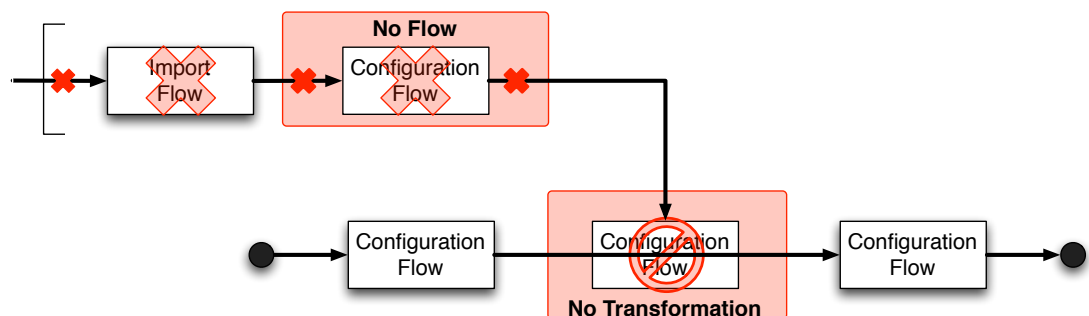 No Flow
Import
Flow
Configuration
Flow
Configuration
Flow
Configuration
Flow
Configuration
Flow
No Transformation